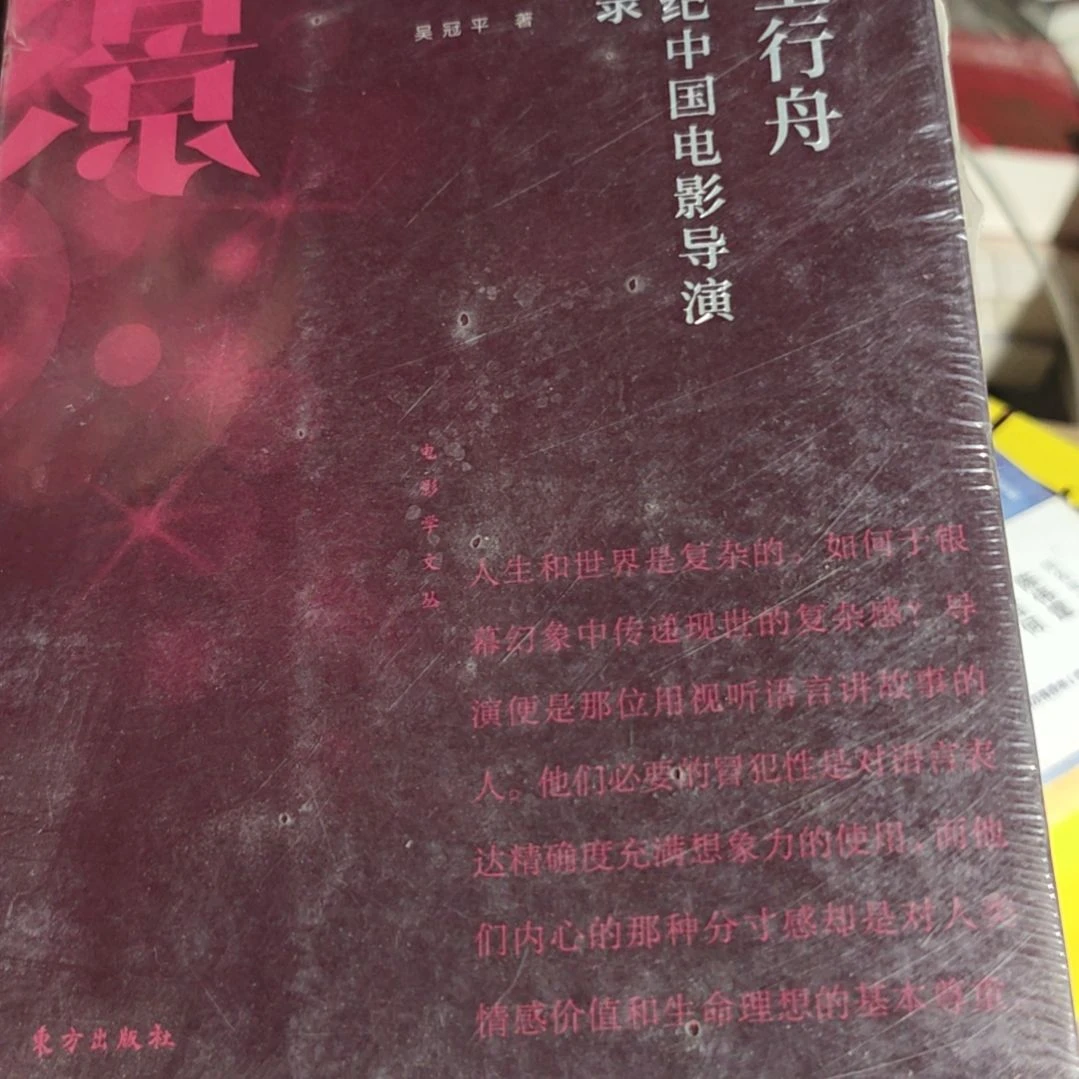 吴冠平 著
行舟
纪中国电影导演
录
电影学文丛
人生和世界是复杂的，如何于银
幕幻象中传递现世的复杂感？导
演便是那位用视听语言讲故事的
人。他们必要的冒犯性是对语言表
达精确度充满想象力的使用，而他
们内心的那种分寸感却是对人类
情感价值和生命理想的基本尊重
东方出版社